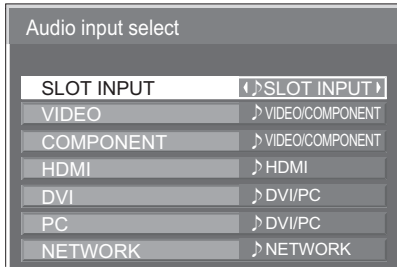 Audio input select
SLOT INPUT ♪SLOT INPUT
VIDEO ♪VIDEO/COMPONENT
COMPONENT ♪VIDEO/COMPONENT
HDMI ♪HDMI
DVI ♪DVI/PC
PC ♪DVI/PC
NETWORK ♪NETWORK